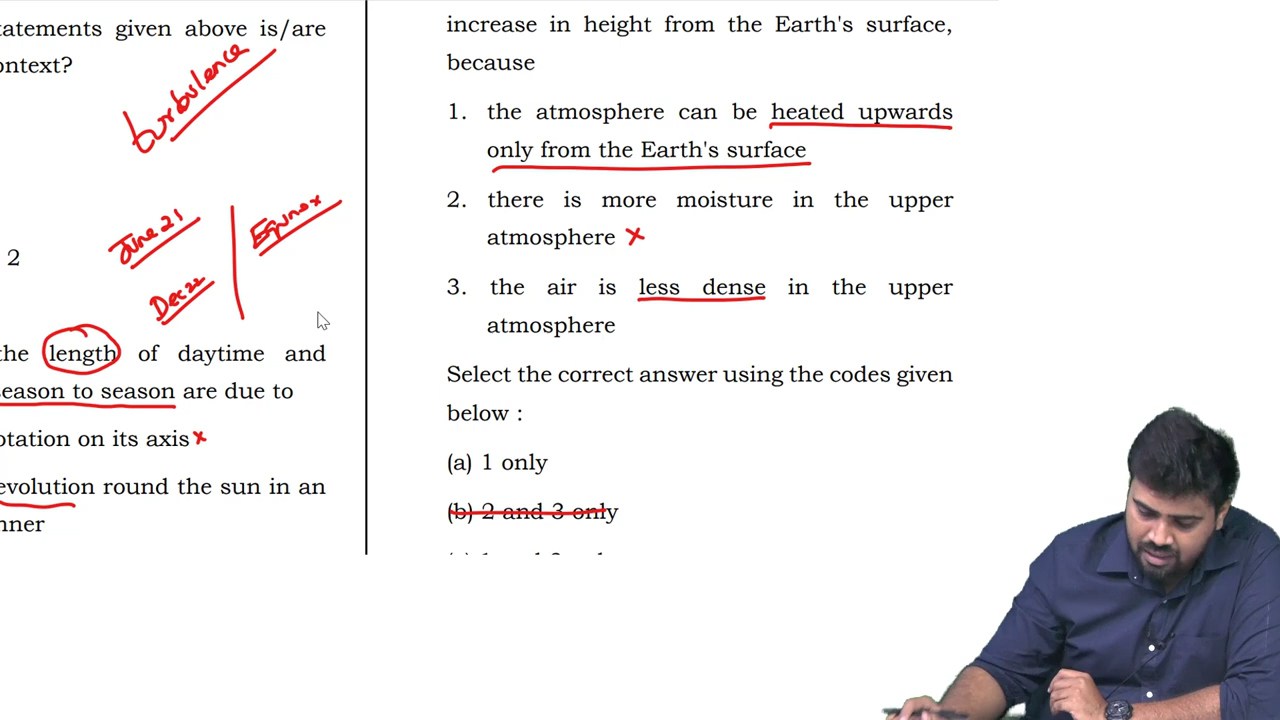 tatements given above is/are
ontext?
turbulence
June 21
Equinox
Dec 22
2
the length of daytime and
season to season are due to
otation on its axis
evolution round the sun in an
nner
increase in height from the Earth's surface,
because
1. the atmosphere can be heated upwards
only from the Earth's surface
2. there is more moisture in the upper
atmosphere
3. the air is less dense in the upper
atmosphere
Select the correct answer using the codes given
below :
(a) 1 only
(b) 2 and 3 only